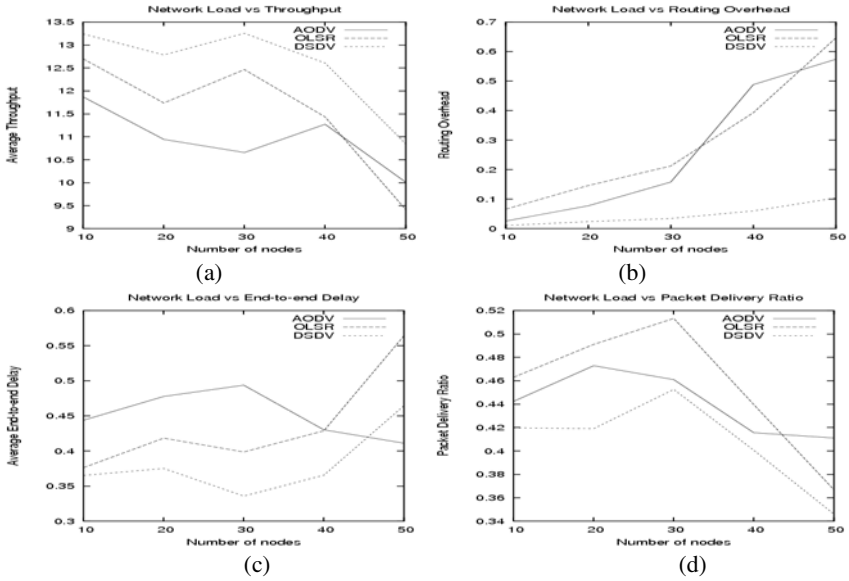 Network Load vs Throughput
13.5
13
12.5
12
11.5
11
10.5
10
9.5
9
Average Throughput
AODV
OLSR
DSDV
10 20 30 40 50
Number of nodes
(a)
Network Load vs Routing Overhead
0.7
0.6
0.5
0.4
0.3
0.2
0.1
0
Routing Overhead
AODV
OLSR
DSDV
10 20 30 40 50
Number of nodes
(b)
Network Load vs End-to-end Delay
0.6
0.55
0.5
0.45
0.4
0.35
0.3
Average End-to-end Delay
AODV
OLSR
DSDV
10 20 30 40 50
Number of nodes
(c)
Network Load vs Packet Delivery Ratio
0.52
0.5
0.48
0.46
0.44
0.42
0.4
0.38
0.36
0.34
Packet Delivery Ratio
AODV
OLSR
DSDV
10 20 30 40 50
Number of nodes
(d)